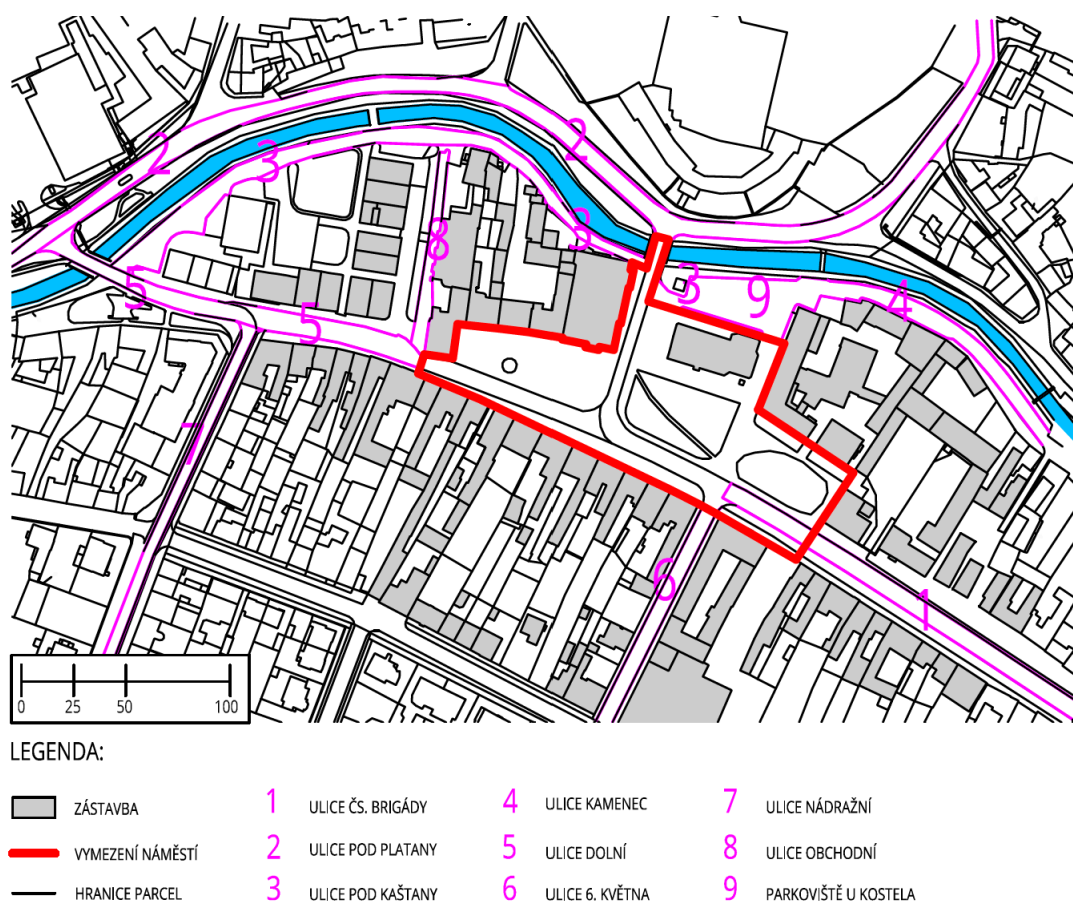 2
2
3
8
3
3
9
4
5
5
7
6
1
0 25 50 100
LEGENDA:
ZÁSTAVBA
1 ULICE ČS. BRIGÁDY
4 ULICE KAMENEC
7 ULICE NÁDRAŽNÍ
VYMEZENÍ NÁMĚSTÍ
2 ULICE POD PLATANY
5 ULICE DOLNÍ
8 ULICE OBCHODNÍ
HRANICE PARCEL
3 ULICE POD KAŠTANY
6 ULICE 6. KVĚTNA
9 PARKOVIŠTĚ U KOSTELA